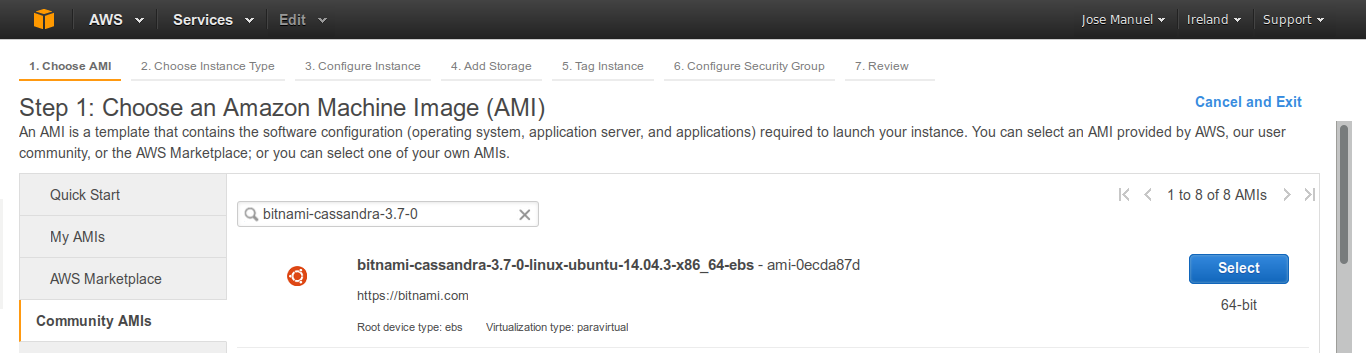 AWS Services Edit Jose Manuel Ireland Support
1. Choose AMI 2. Choose Instance Type 3. Configure Instance 4. Add Storage 5. Tag Instance 6. Configure Security Group 7. Review
Step 1: Choose an Amazon Machine Image (AMI)
Cancel and Exit
An AMI is a template that contains the software configuration (operating system, application server, and applications) required to launch your instance. You can select an AMI provided by AWS, our user
community, or the AWS Marketplace; or you can select one of your own AMIs.
Quick Start
My AMIs
AWS Marketplace
Community AMIs
1 to 8 of 8 AMIs
bitnami-cassandra-3.7-0
bitnami-cassandra-3.7-0-linux-ubuntu-14.04.3-x86_64-ebs - ami-0ecda87d
https://bitnami.com
Root device type: ebs Virtualization type: paravirtual
Select
64-bit